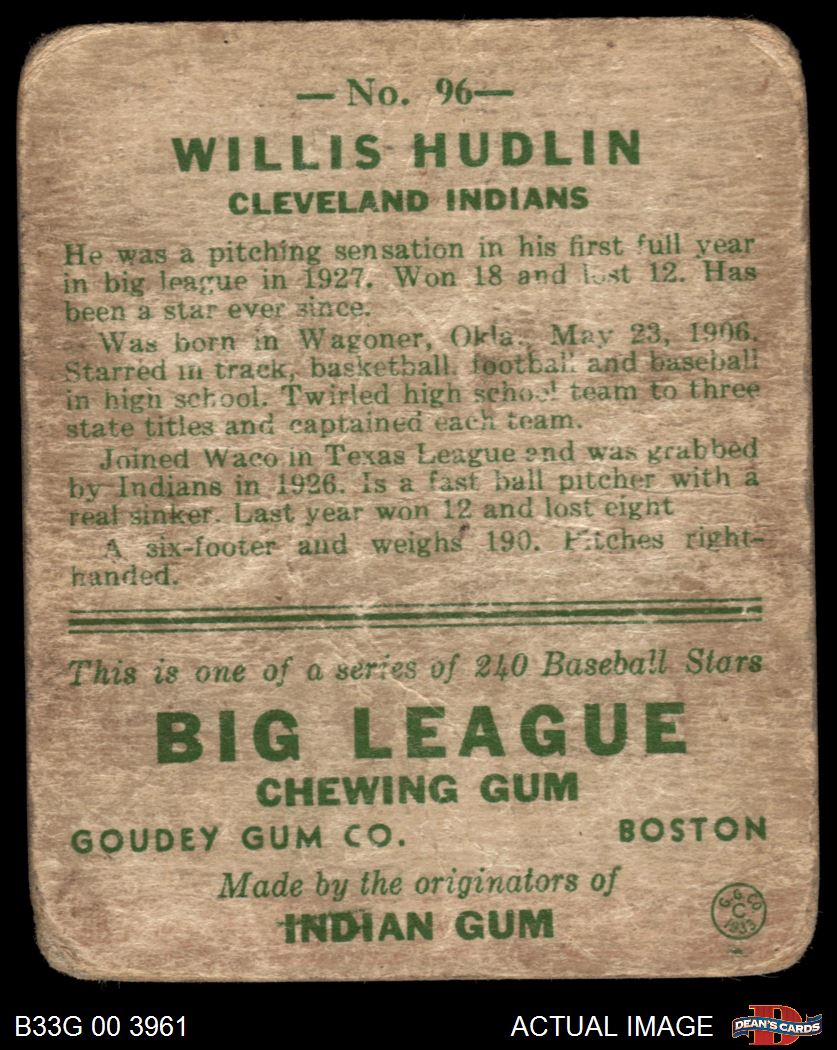 — No. 96—
WILLIS HUDLIN
CLEVELAND INDIANS
He was a pitching sensation in his first full year
in big league in 1927. Won 18 and lost 12. Has
been a star ever since.
Was born in Wagoner, Okla., May 23, 1906.
Starred in track, basketball, football and baseball
in high school. Twirled high school team to three
state titles and captained each team.
Joined Waco in Texas League and was grabbed
by Indians in 1926. Is a fast ball pitcher with a
real sinker. Last year won 12 and lost eight
A six-footer and weighs 190. Pitches right-
handed.
This is one of a series of 240 Baseball Stars
BIG LEAGUE
CHEWING GUM
GOUDEY GUM CO. BOSTON
Made by the originators of
INDIAN GUM
G.G.CO
C
1933
B33G 00 3961 ACTUAL IMAGE
D
DEAN'S CARDS